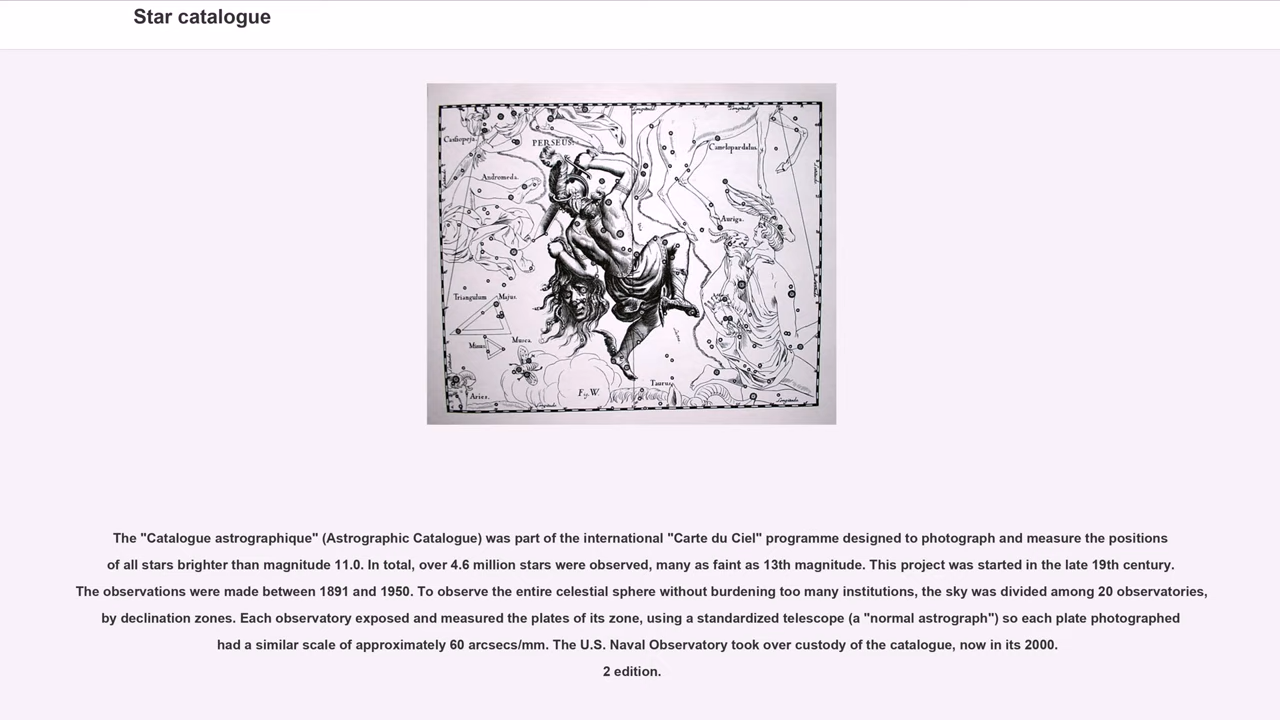 Star catalogue
Cassiopeja.
PERSEUS.
Camelopardalus.
Andromeda.
Auriga.
Triangulum Majus.
Minus
Musca.
Taurus
Aries.
Fig. W.
The "Catalogue astrographique" (Astrographic Catalogue) was part of the international "Carte du Ciel" programme designed to photograph and measure the positions
of all stars brighter than magnitude 11.0. In total, over 4.6 million stars were observed, many as faint as 13th magnitude. This project was started in the late 19th century.
The observations were made between 1891 and 1950. To observe the entire celestial sphere without burdening too many institutions, the sky was divided among 20 observatories,
by declination zones. Each observatory exposed and measured the plates of its zone, using a standardized telescope (a "normal astrograph") so each plate photographed
had a similar scale of approximately 60 arcsecs/mm. The U.S. Naval Observatory took over custody of the catalogue, now in its 2000.
2 edition.